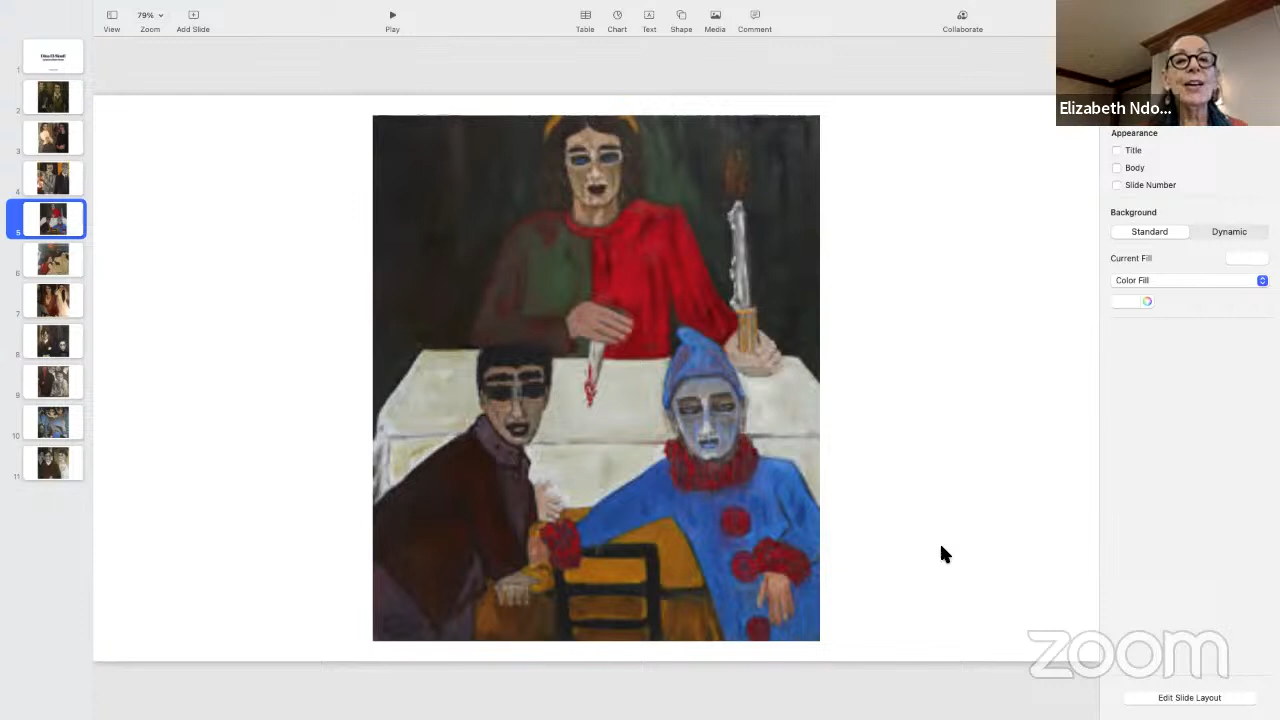 View
79%
Zoom
Add Slide
Play
Table
Chart
Text
Shape
Media
Comment
Collaborate
Elizabeth Ndo...
Appearance
Title
Body
Slide Number
Background
Standard
Dynamic
Current Fill
Color Fill
Edit Slide Layout
1
2
3
4
5
6
7
8
9
10
11
zoom